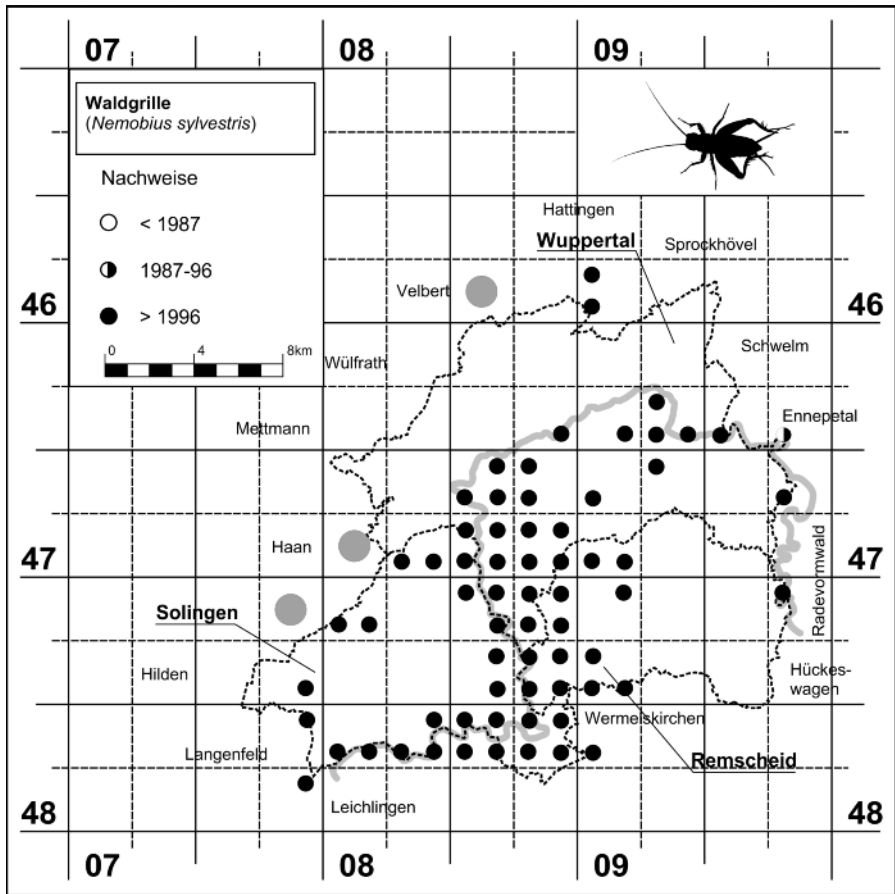 07 08 09
Waldgrille
(Nemobius sylvestris)
Nachweise
< 1987
1987-96
> 1996
0 4 8km
Hattingen
Wuppertal
Sprockhövel
Velbert
46 46
Wülfrath
Schwelm
Mettmann
Ennepetal
Haan
47 47
Radevormwald
Solingen
Hilden
Hückes-
wagen
Wermelskirchen
Langenfeld
Remscheid
Leichlingen
48 48
07 08 09